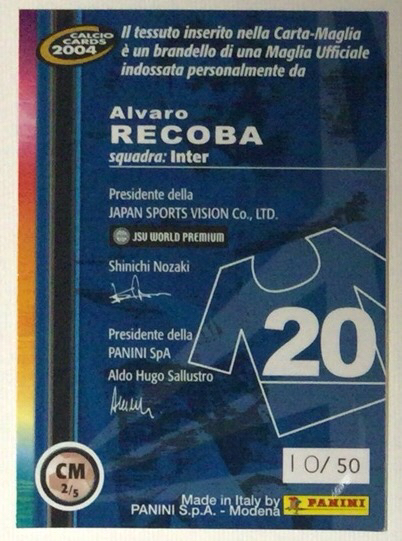 CALCIO
CARDS
2004
Il tessuto inserito nella Carta-Maglia
è un brandello di una Maglia Ufficiale
indossata personalmente da
Alvaro
RECOBA
squadra: Inter
Presidente della
JAPAN SPORTS VISION Co., LTD.
JSV WORLD PREMIUM
Shinichi Nozaki
Presidente della
PANINI SpA
Aldo Hugo Sallustro
20
CM
2/5
10/50
Made in Italy by
PANINI S.p.A. - Modena
PANINI